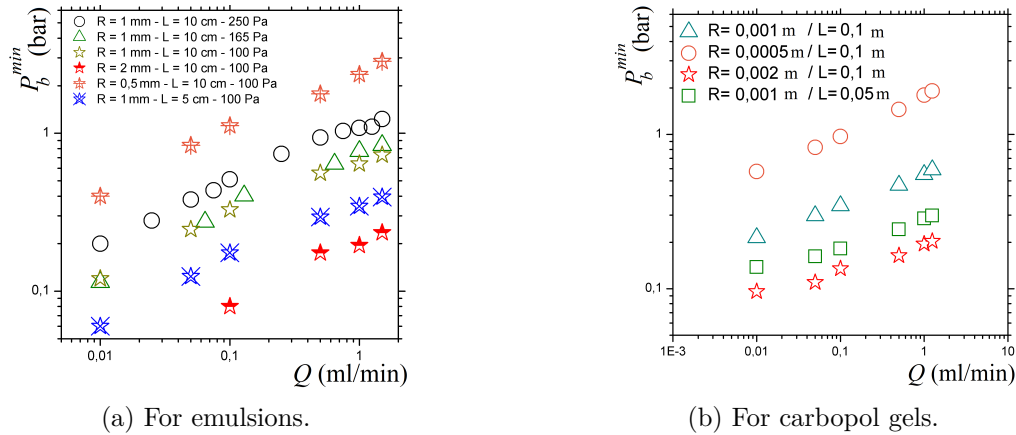 R = 1 mm - L = 10 cm - 250 Pa
R = 1 mm - L = 10 cm - 165 Pa
R = 1 mm - L = 10 cm - 100 Pa
R = 2 mm - L = 10 cm - 100 Pa
R = 0,5 mm - L = 10 cm - 100 Pa
R = 1 mm - L = 5 cm - 100 Pa
P_b^min (bar)
1
0,1
0,01
0,1
1
Q (ml/min)
(a) For emulsions.
R= 0,001 m / L= 0,1 m
R= 0,0005 m / L= 0,1 m
R= 0,002 m / L= 0,1 m
R= 0,001 m / L= 0,05 m
P_b^min (bar)
1
0,1
1E-3
0,01
0,1
1
10
Q (ml/min)
(b) For carbopol gels.